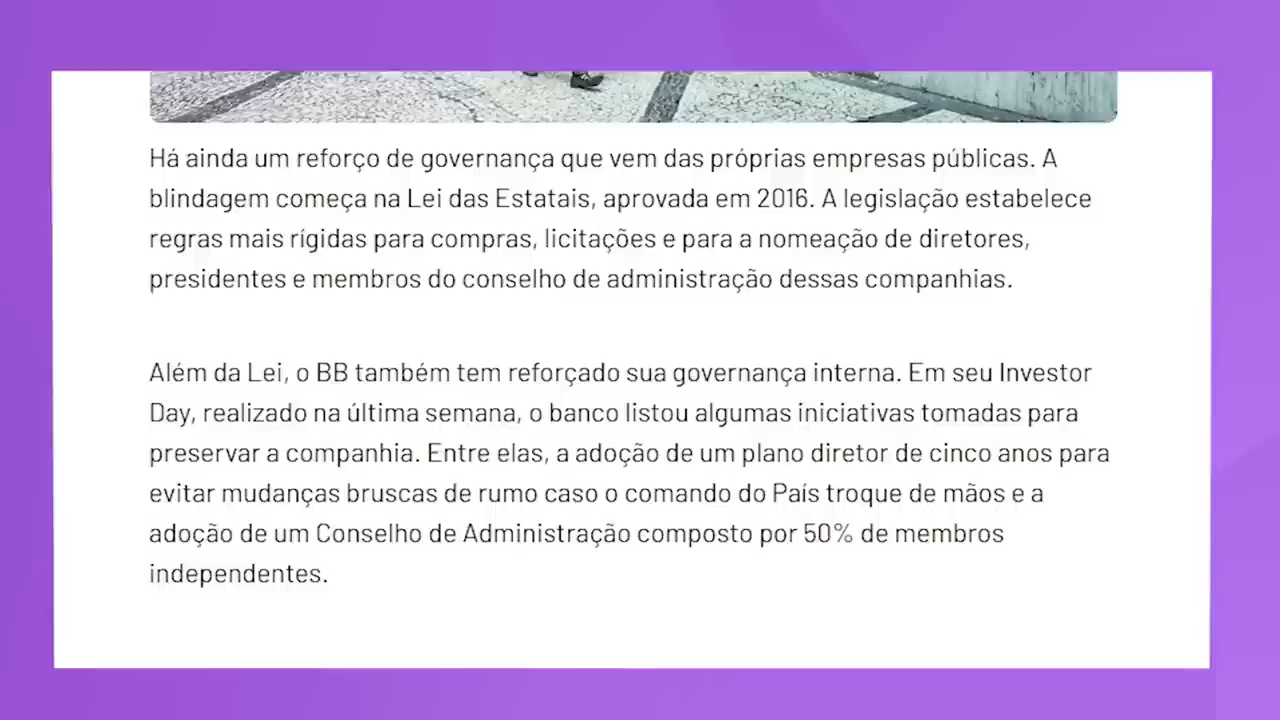 Há ainda um reforço de governança que vem das próprias empresas públicas. A
blindagem começa na Lei das Estatais, aprovada em 2016. A legislação estabelece
regras mais rígidas para compras, licitações e para a nomeação de diretores,
presidentes e membros do conselho de administração dessas companhias.
Além da Lei, o BB também tem reforçado sua governança interna. Em seu Investor
Day, realizado na última semana, o banco listou algumas iniciativas tomadas para
preservar a companhia. Entre elas, a adoção de um plano diretor de cinco anos para
evitar mudanças bruscas de rumo caso o comando do País troque de mãos e a
adoção de um Conselho de Administração composto por 50% de membros
independentes.